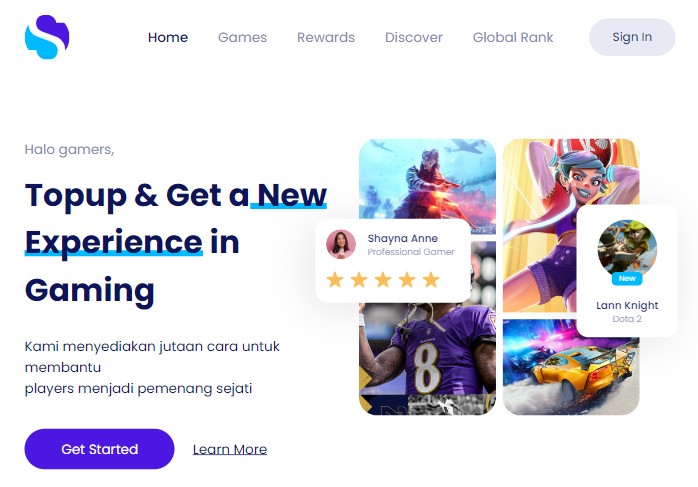 Home Games Rewards Discover Global Rank Sign In
Halo gamers,
Topup & Get a New
Experience in
Gaming
Kami menyediakan jutaan cara untuk
membantu
players menjadi pemenang sejati
Get Started Learn More
Shayna Anne
Professional Gamer
8
New
Lann Knight
Dota 2